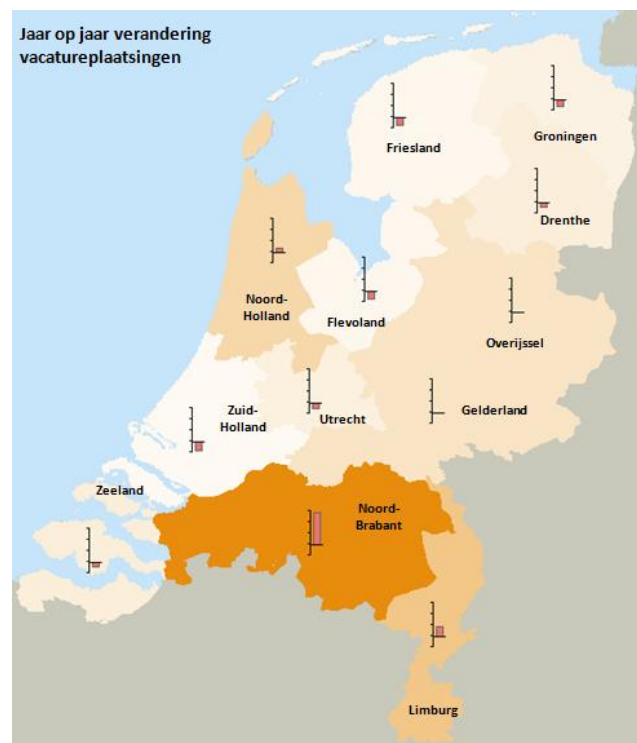 Jaar op jaar verandering
vacatureplaatsingen
Groningen
Friesland
Drenthe
Noord-
Holland
Flevoland
Overijssel
Zuid-
Holland
Utrecht
Gelderland
Zeeland
Noord-
Brabant
Limburg